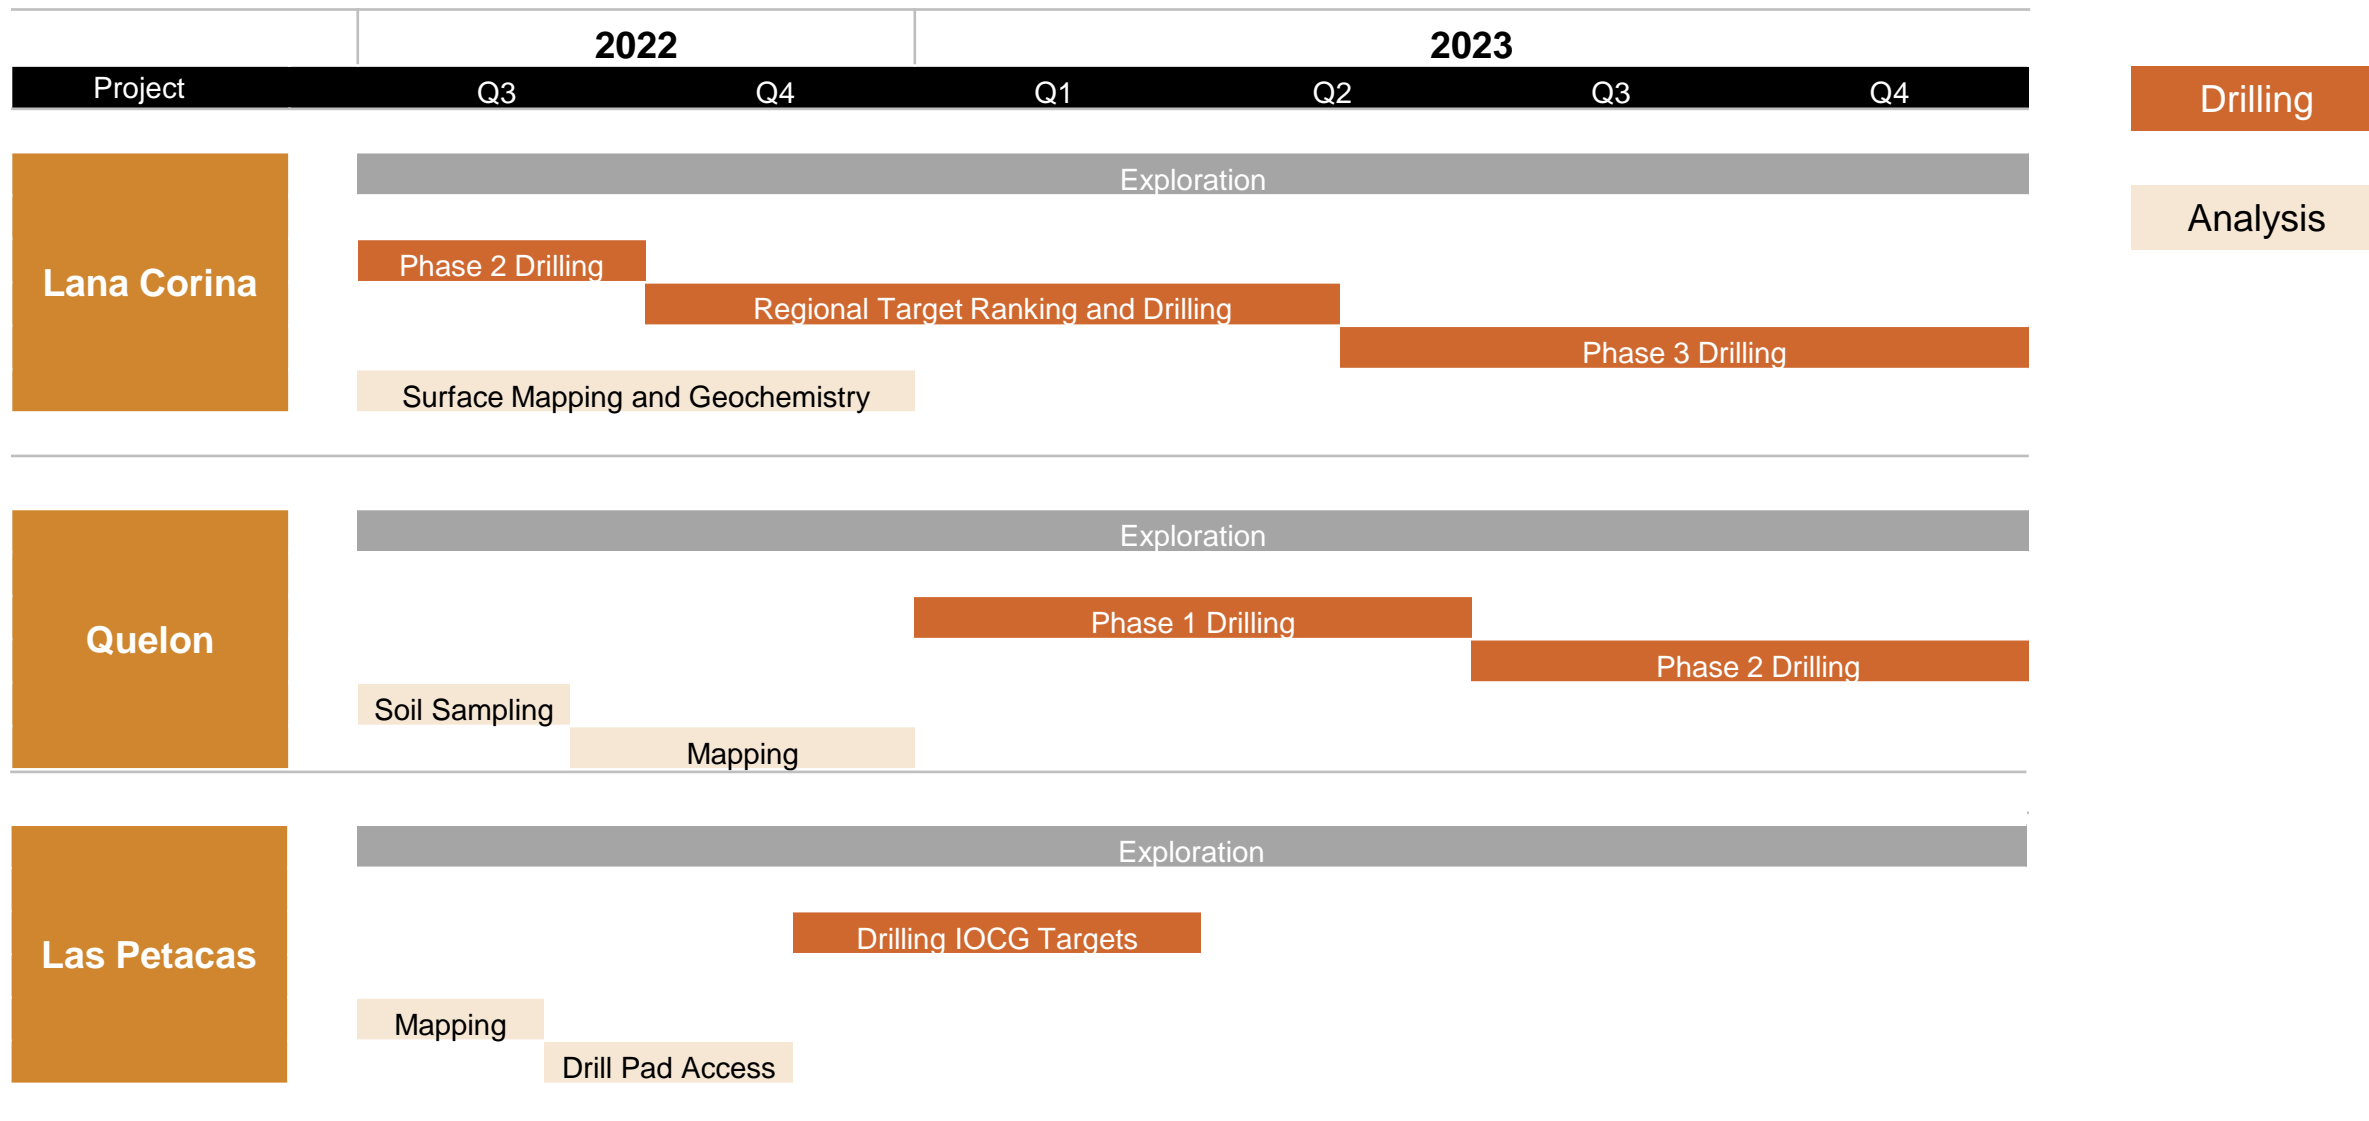 2022
2023
Project
Q3
Q4
Q1
Q2
Q3
Q4
Drilling
Analysis
Lana Corina
Exploration
Phase 2 Drilling
Regional Target Ranking and Drilling
Phase 3 Drilling
Surface Mapping and Geochemistry
Quelon
Exploration
Phase 1 Drilling
Phase 2 Drilling
Soil Sampling
Mapping
Las Petacas
Exploration
Drilling IOCG Targets
Mapping
Drill Pad Access